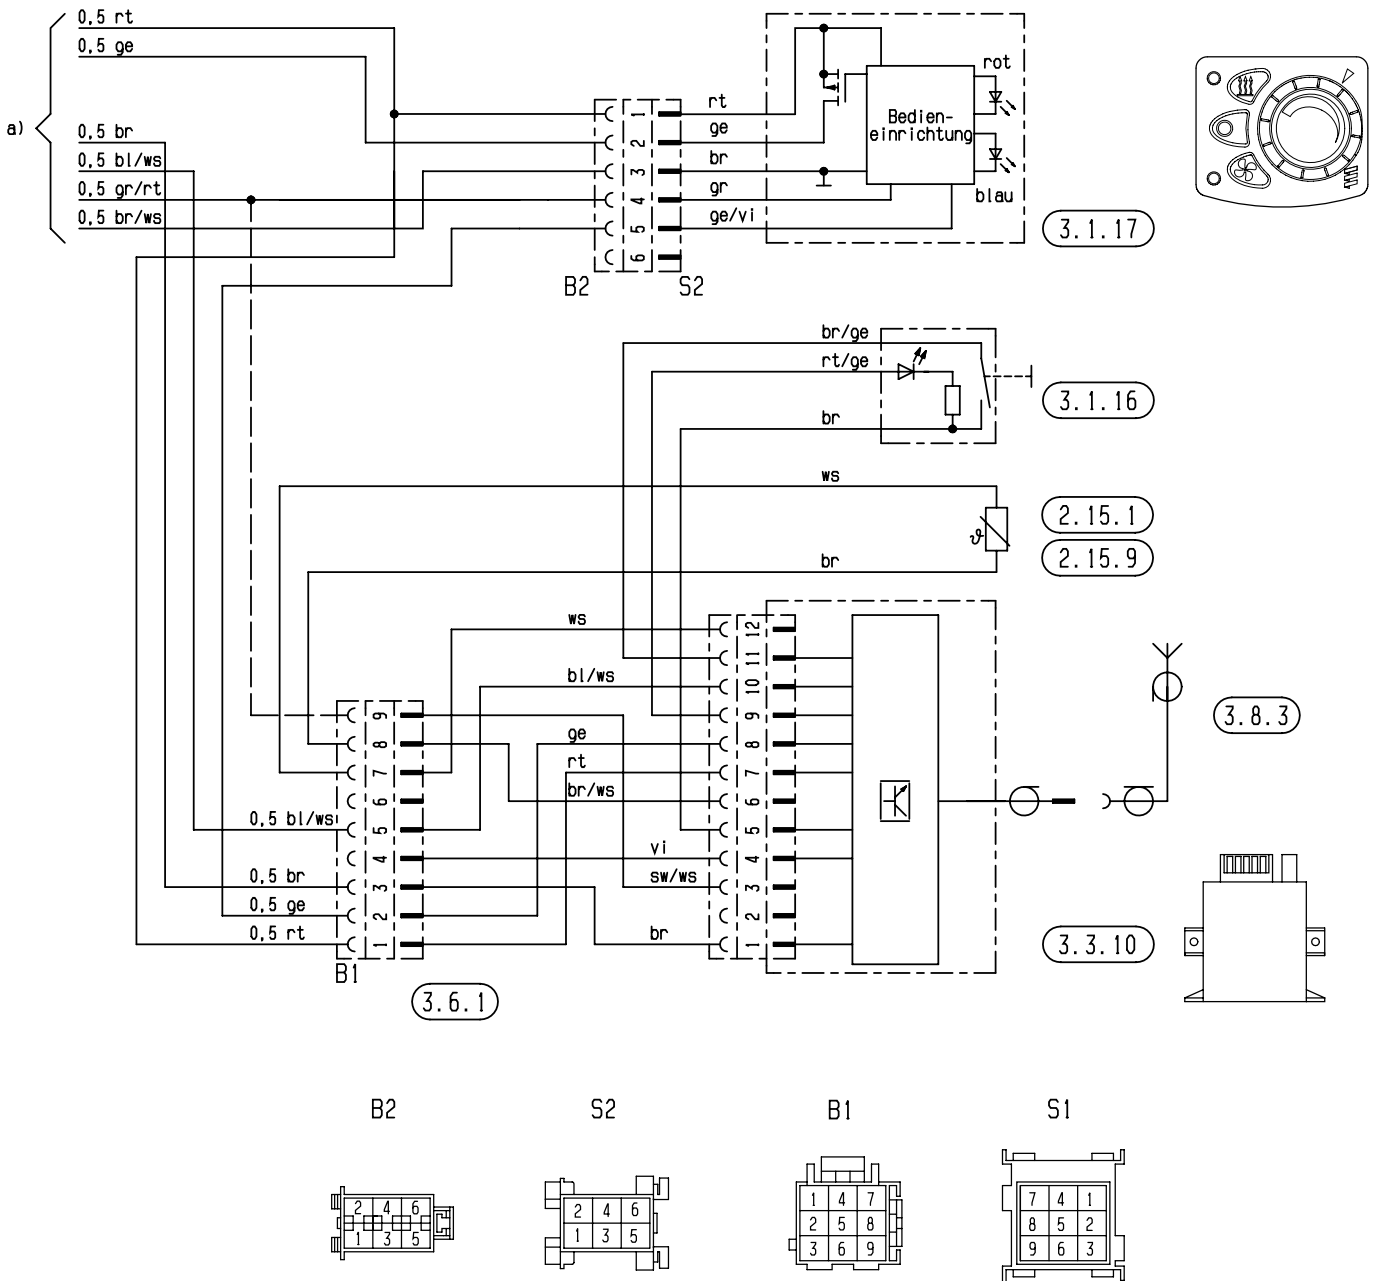 0,5 rt
0,5 ge
a)
0,5 br
0,5 bl/ws
0,5 gr/rt
0,5 br/ws
1
2
3
4
5
6
B2
S2
rt
ge
br
gr
ge/vi
Bedien-
einrichtung
rot
blau
3.1.17
br/ge
rt/ge
br
3.1.16
ws
ϑ
br
2.15.1
2.15.9
ws
bl/ws
ge
rt
br/ws
vi
sw/ws
br
12
11
10
9
8
7
6
5
4
3
2
1
3.8.3
3.3.10
9
8
7
6
5
4
3
2
1
0,5 bl/ws
0,5 br
0,5 ge
0,5 rt
B1
3.6.1
B2
S2
B1
S1
2 4 6
1 3 5
2 4 6
1 3 5
1 4 7
2 5 8
3 6 9
7 4 1
8 5 2
9 6 3